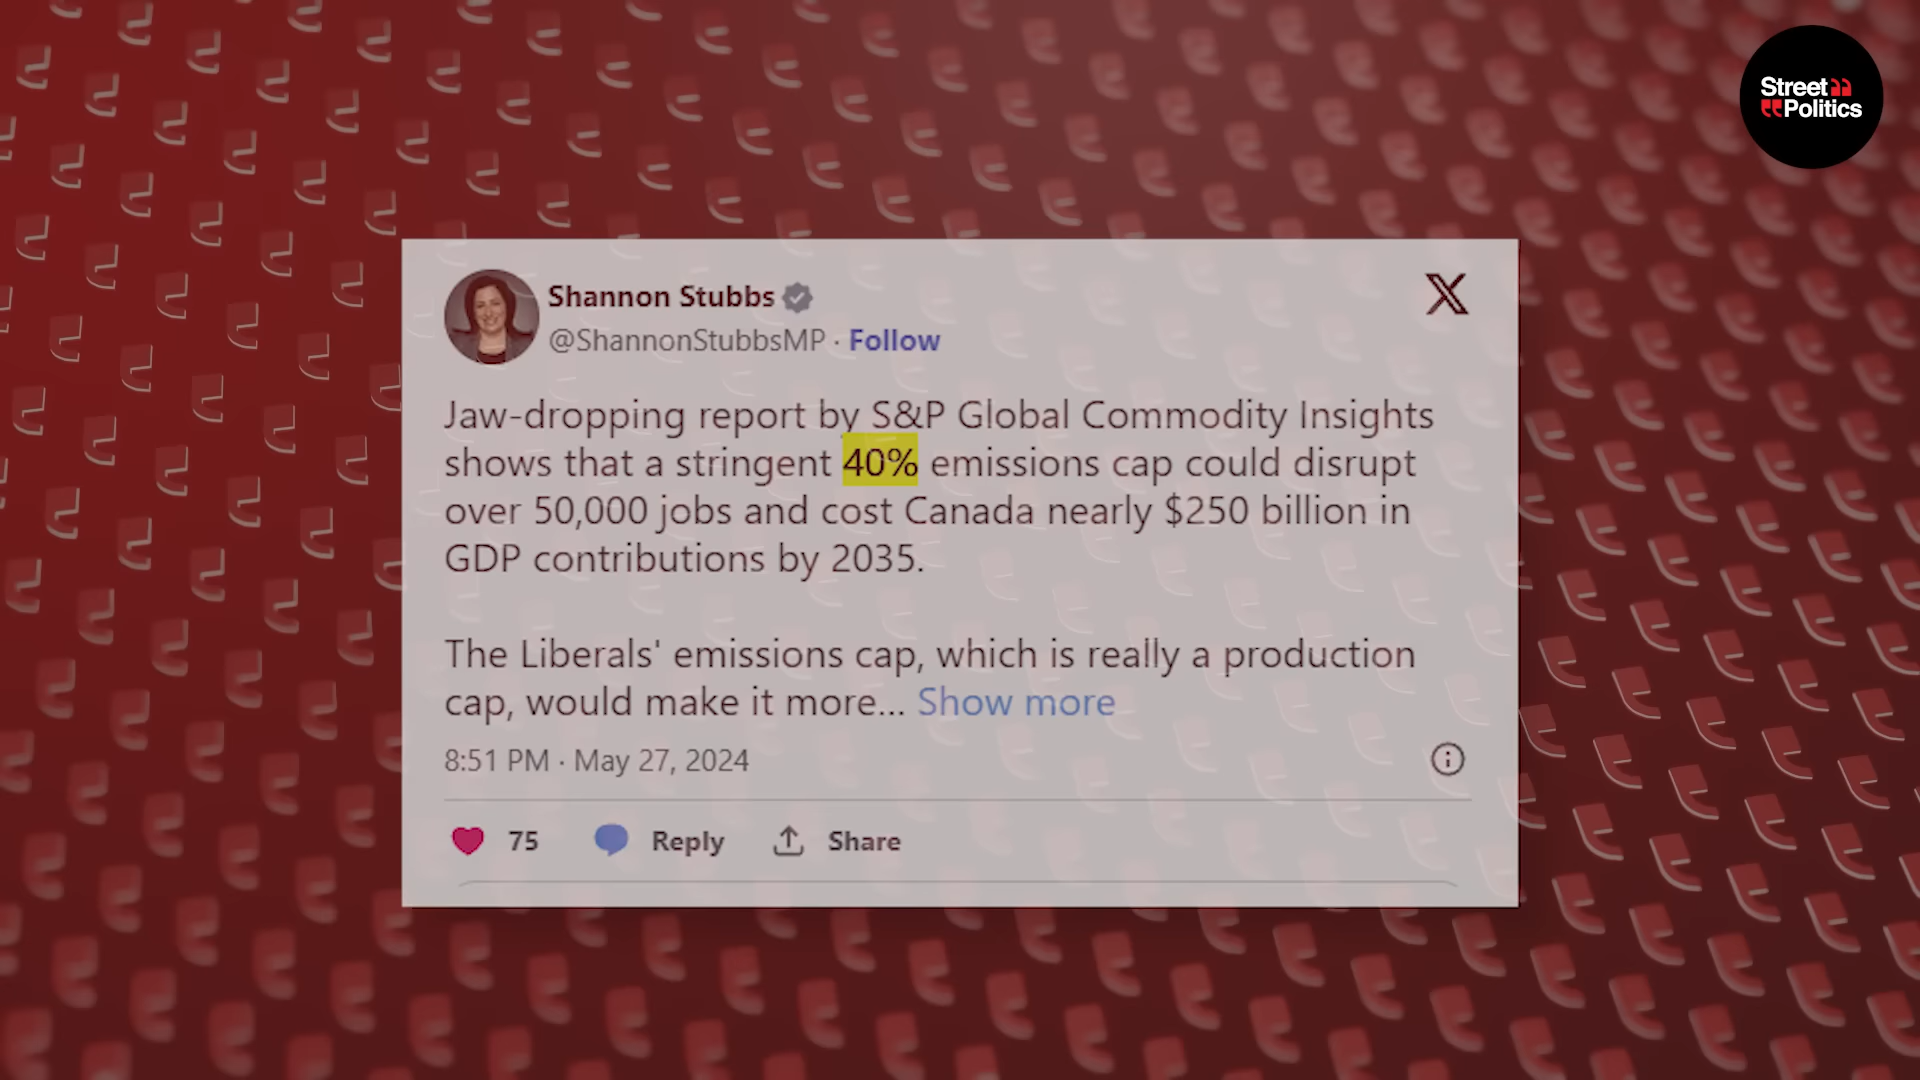 Street
Politics
Shannon Stubbs
@ShannonStubbsMP · Follow
Jaw-dropping report by S&P Global Commodity Insights
shows that a stringent 40% emissions cap could disrupt
over 50,000 jobs and cost Canada nearly $250 billion in
GDP contributions by 2035.
The Liberals' emissions cap, which is really a production
cap, would make it more... Show more
8:51 PM · May 27, 2024
75 Reply Share